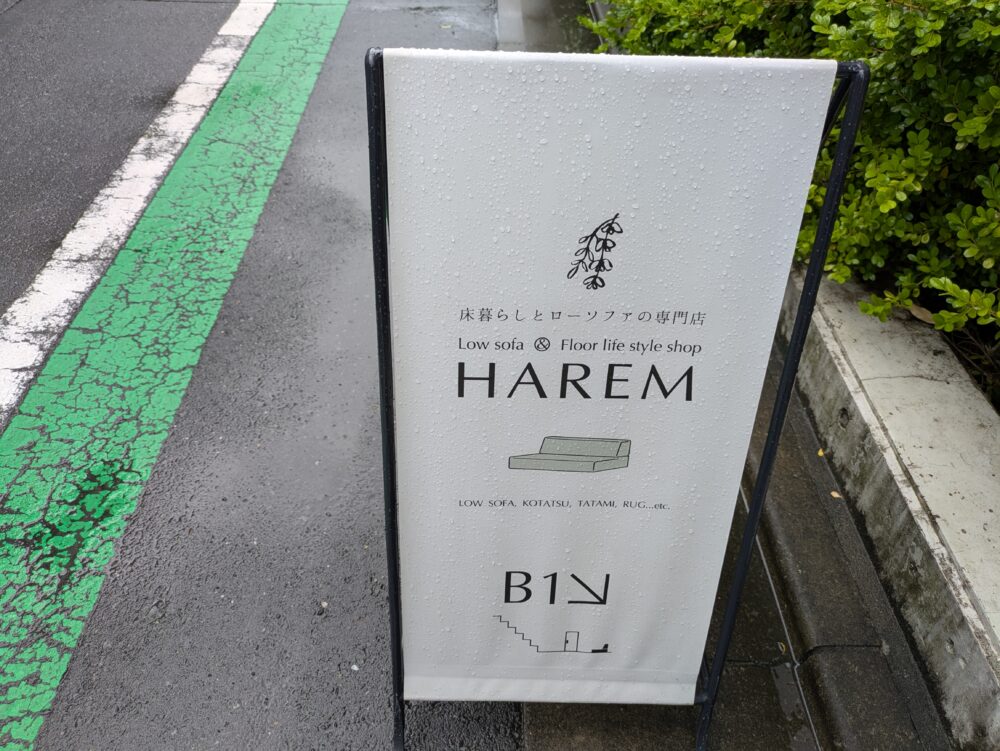 床暮らしとローソファの専門店
Low sofa & Floor life style shop
HAREM
LOW SOFA, KOTATSU, TATAMI, RUG...etc.
B1↘